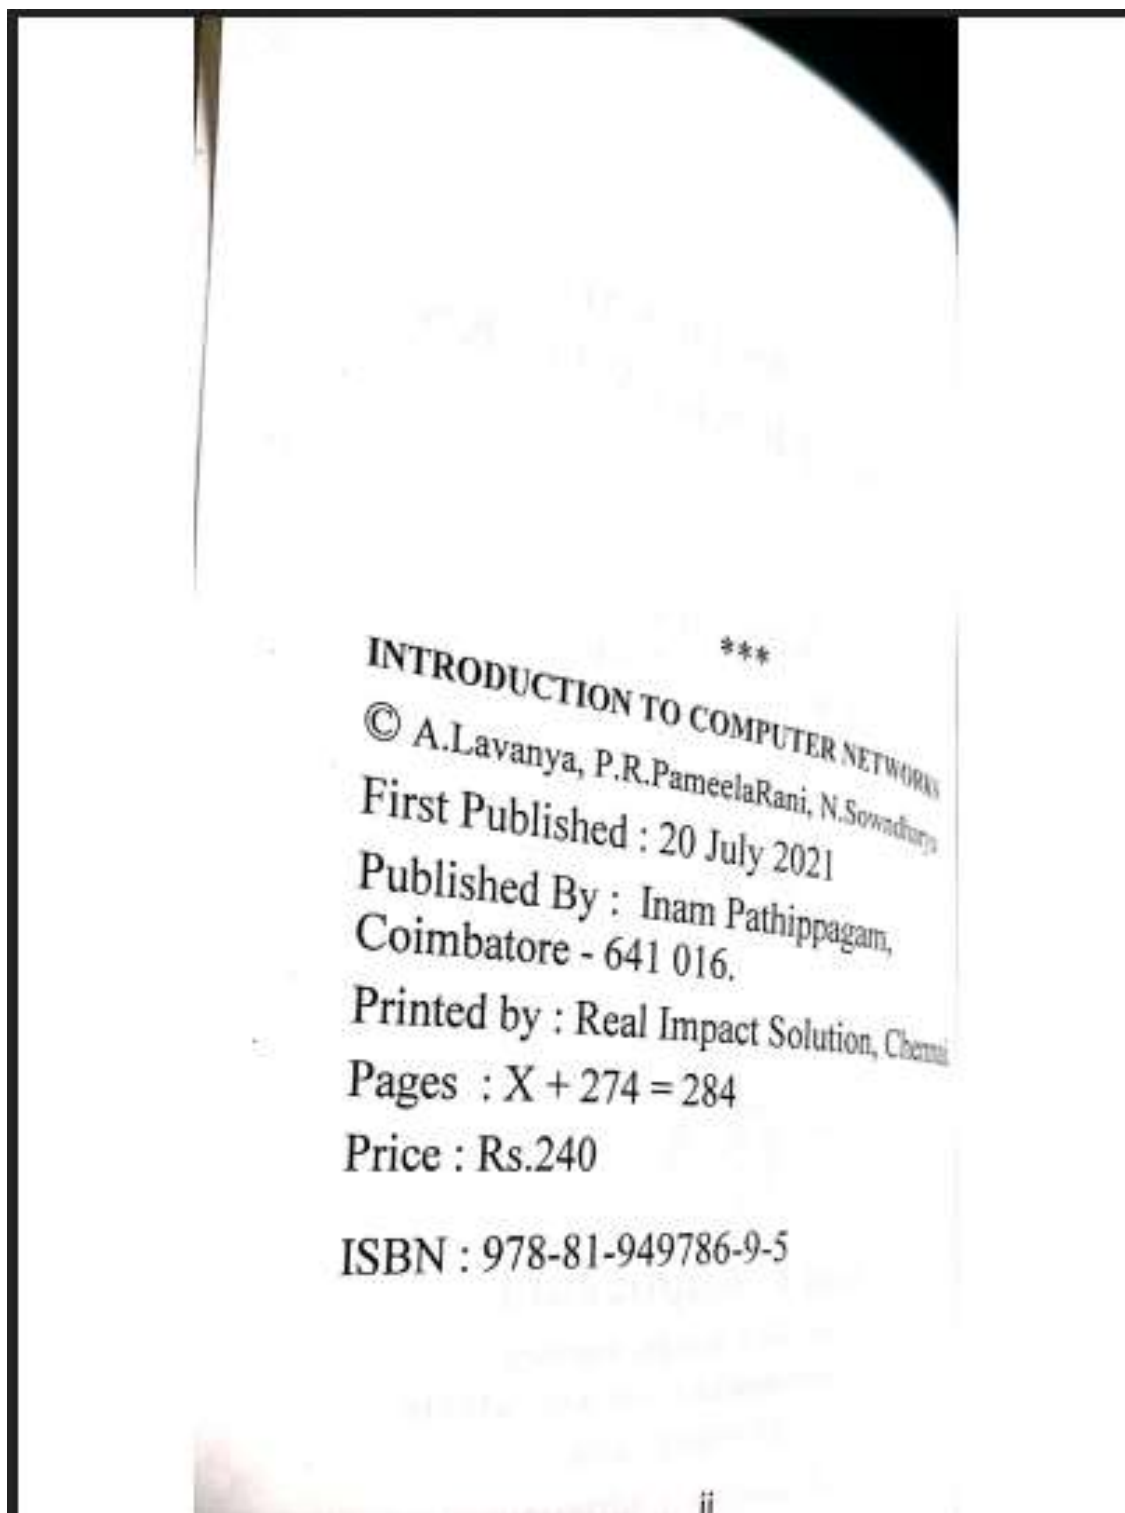 ***
INTRODUCTION TO COMPUTER NETWORKS
© A.Lavanya, P.R.PameelaRani, N.Sowndharya
First Published : 20 July 2021
Published By : Inam Pathippagam,
Coimbatore - 641 016.
Printed by : Real Impact Solution, Chennai
Pages : X + 274 = 284
Price : Rs.240
ISBN : 978-81-949786-9-5
ii